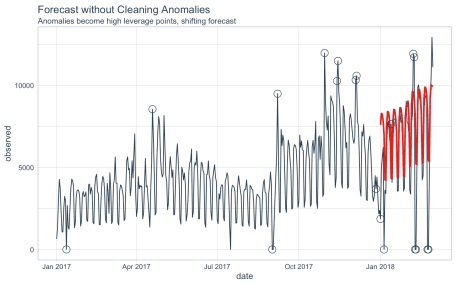 Forecast without Cleaning Anomalies
Anomalies become high leverage points, shifting forecast
observed
10000
5000
0
Jan 2017
Apr 2017
Jul 2017
Oct 2017
Jan 2018
date